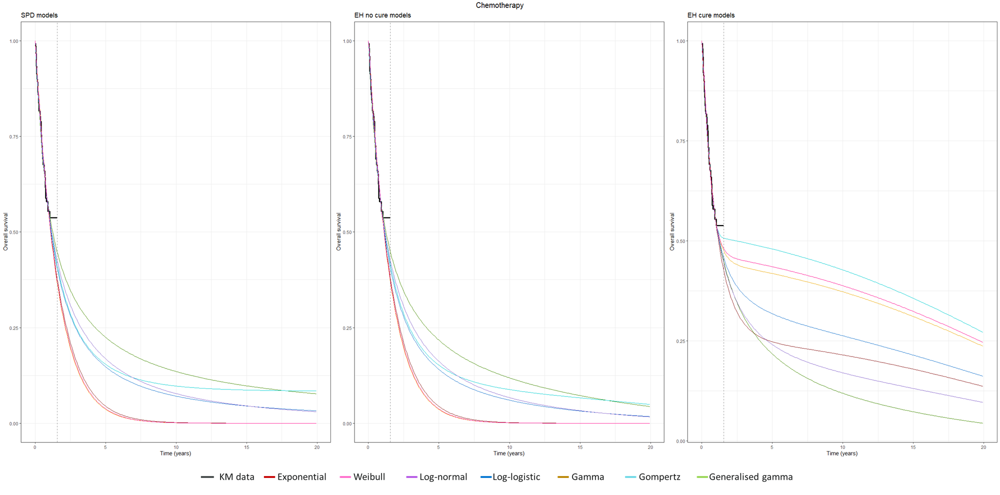 Chemotherapy
SPD models
EH no cure models
EH cure models
Overall survival
1.00
0.75
0.50
0.25
0.00
0
5
10
15
20
Time (years)
Overall survival
1.00
0.75
0.50
0.25
0.00
0
5
10
15
20
Time (years)
Overall survival
1.00
0.75
0.50
0.25
0.00
0
5
10
15
20
Time (years)
KM data Exponential Weibull Log-normal Log-logistic Gamma Gompertz Generalised gamma